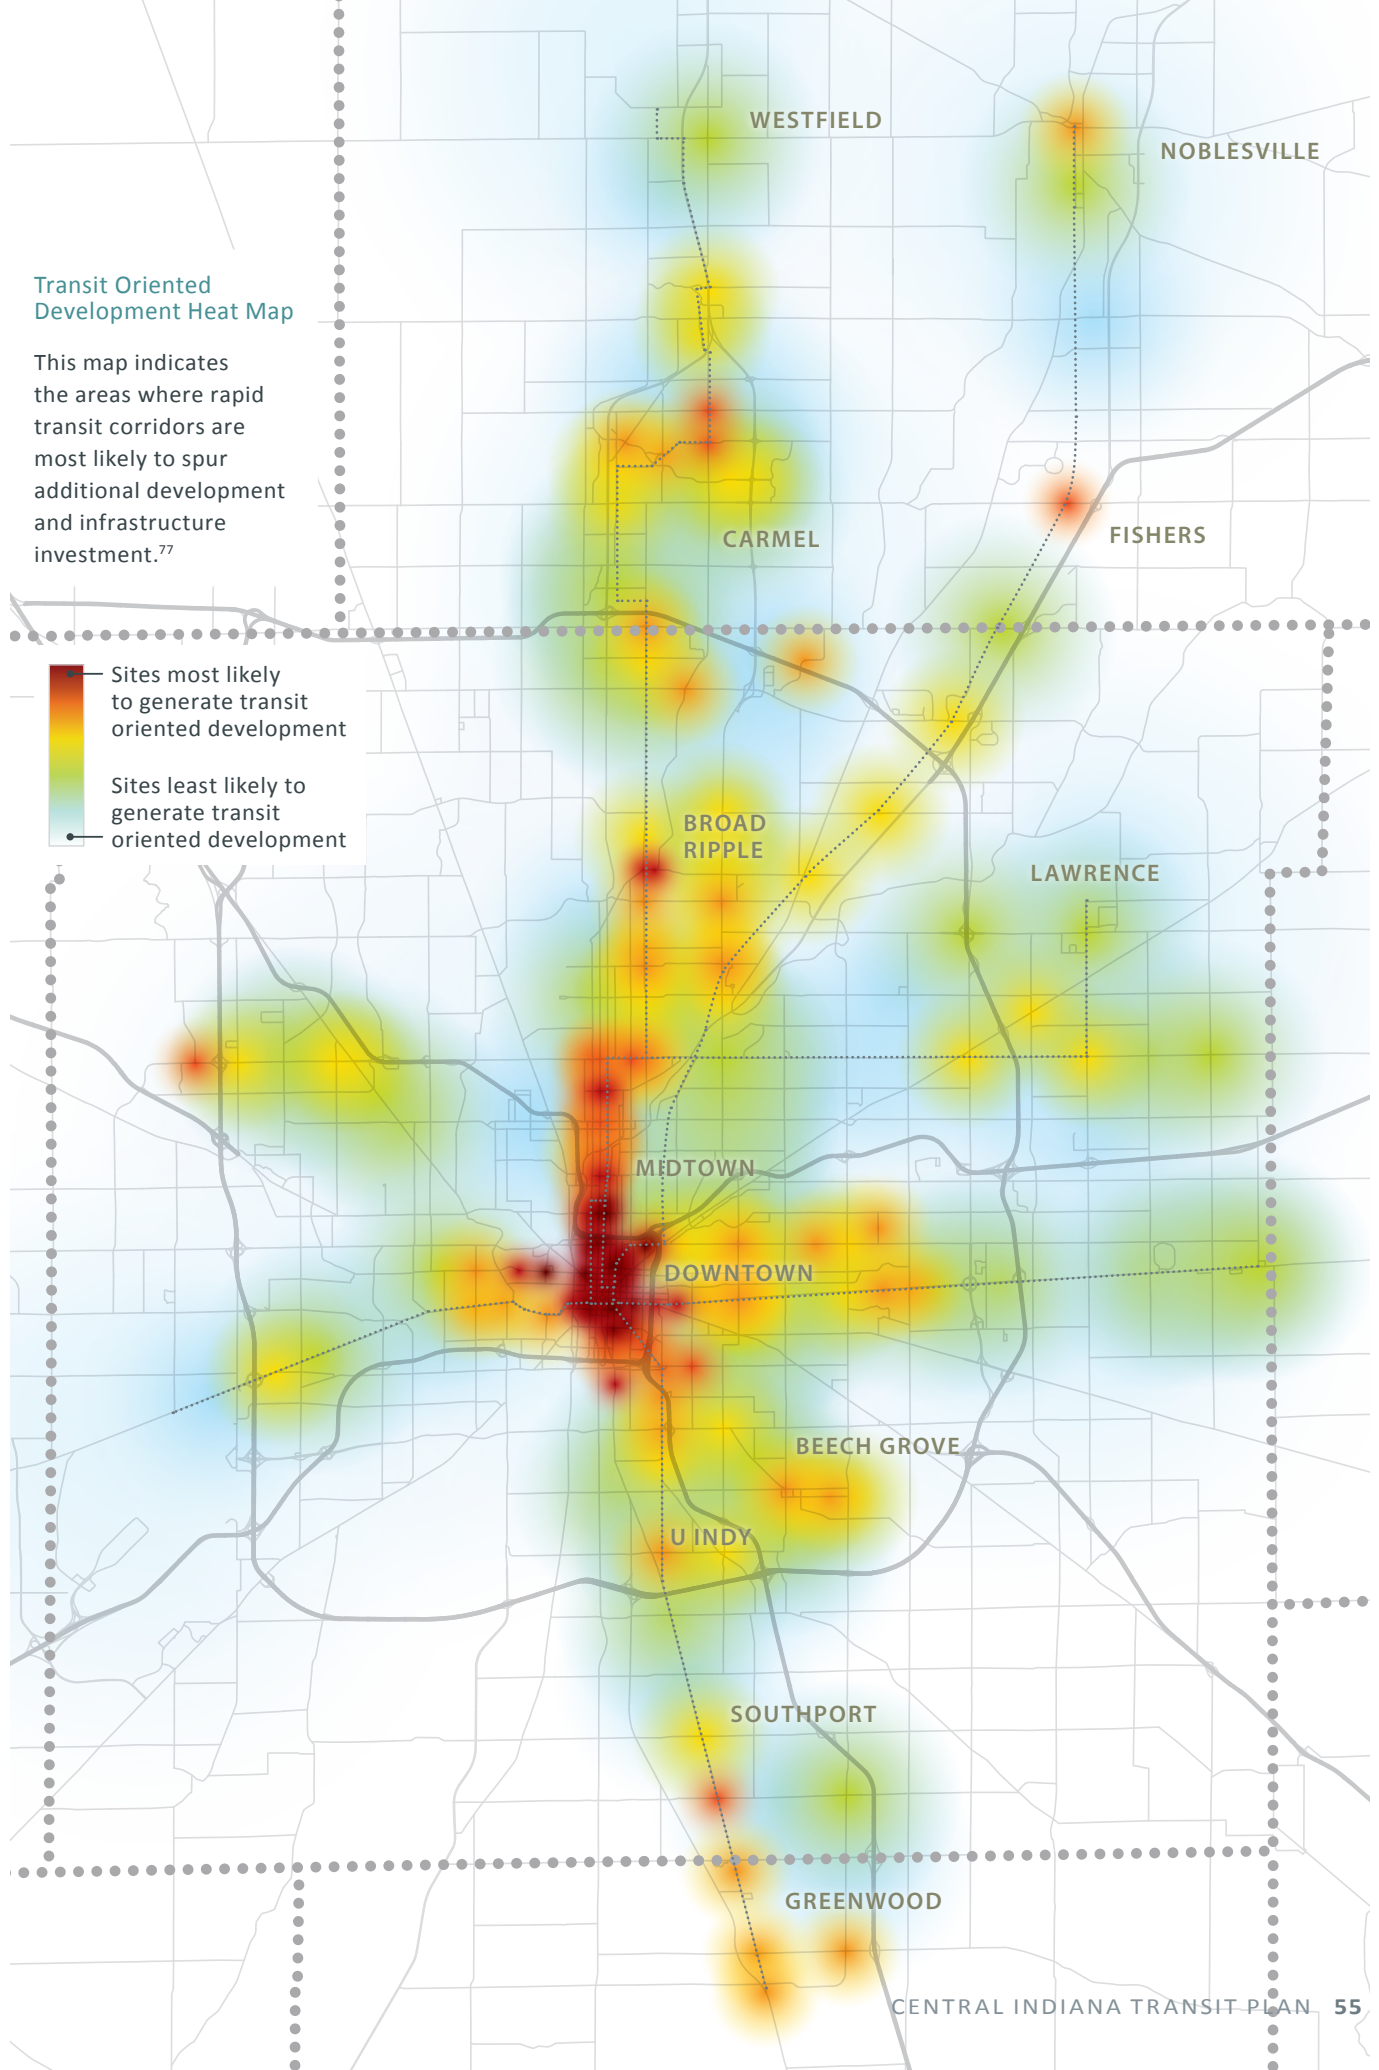 WESTFIELD
NOBLESVILLE
Transit Oriented
Development Heat Map
This map indicates
the areas where rapid
transit corridors are
most likely to spur
additional development
and infrastructure
investment.77
CARMEL
FISHERS
Sites most likely
to generate transit
oriented development
Sites least likely to
generate transit
oriented development
BROAD
RIPPLE
LAWRENCE
MIDTOWN
DOWNTOWN
BEECH GROVE
U INDY
SOUTHPORT
GREENWOOD
CENTRAL INDIANA TRANSIT PLAN 55